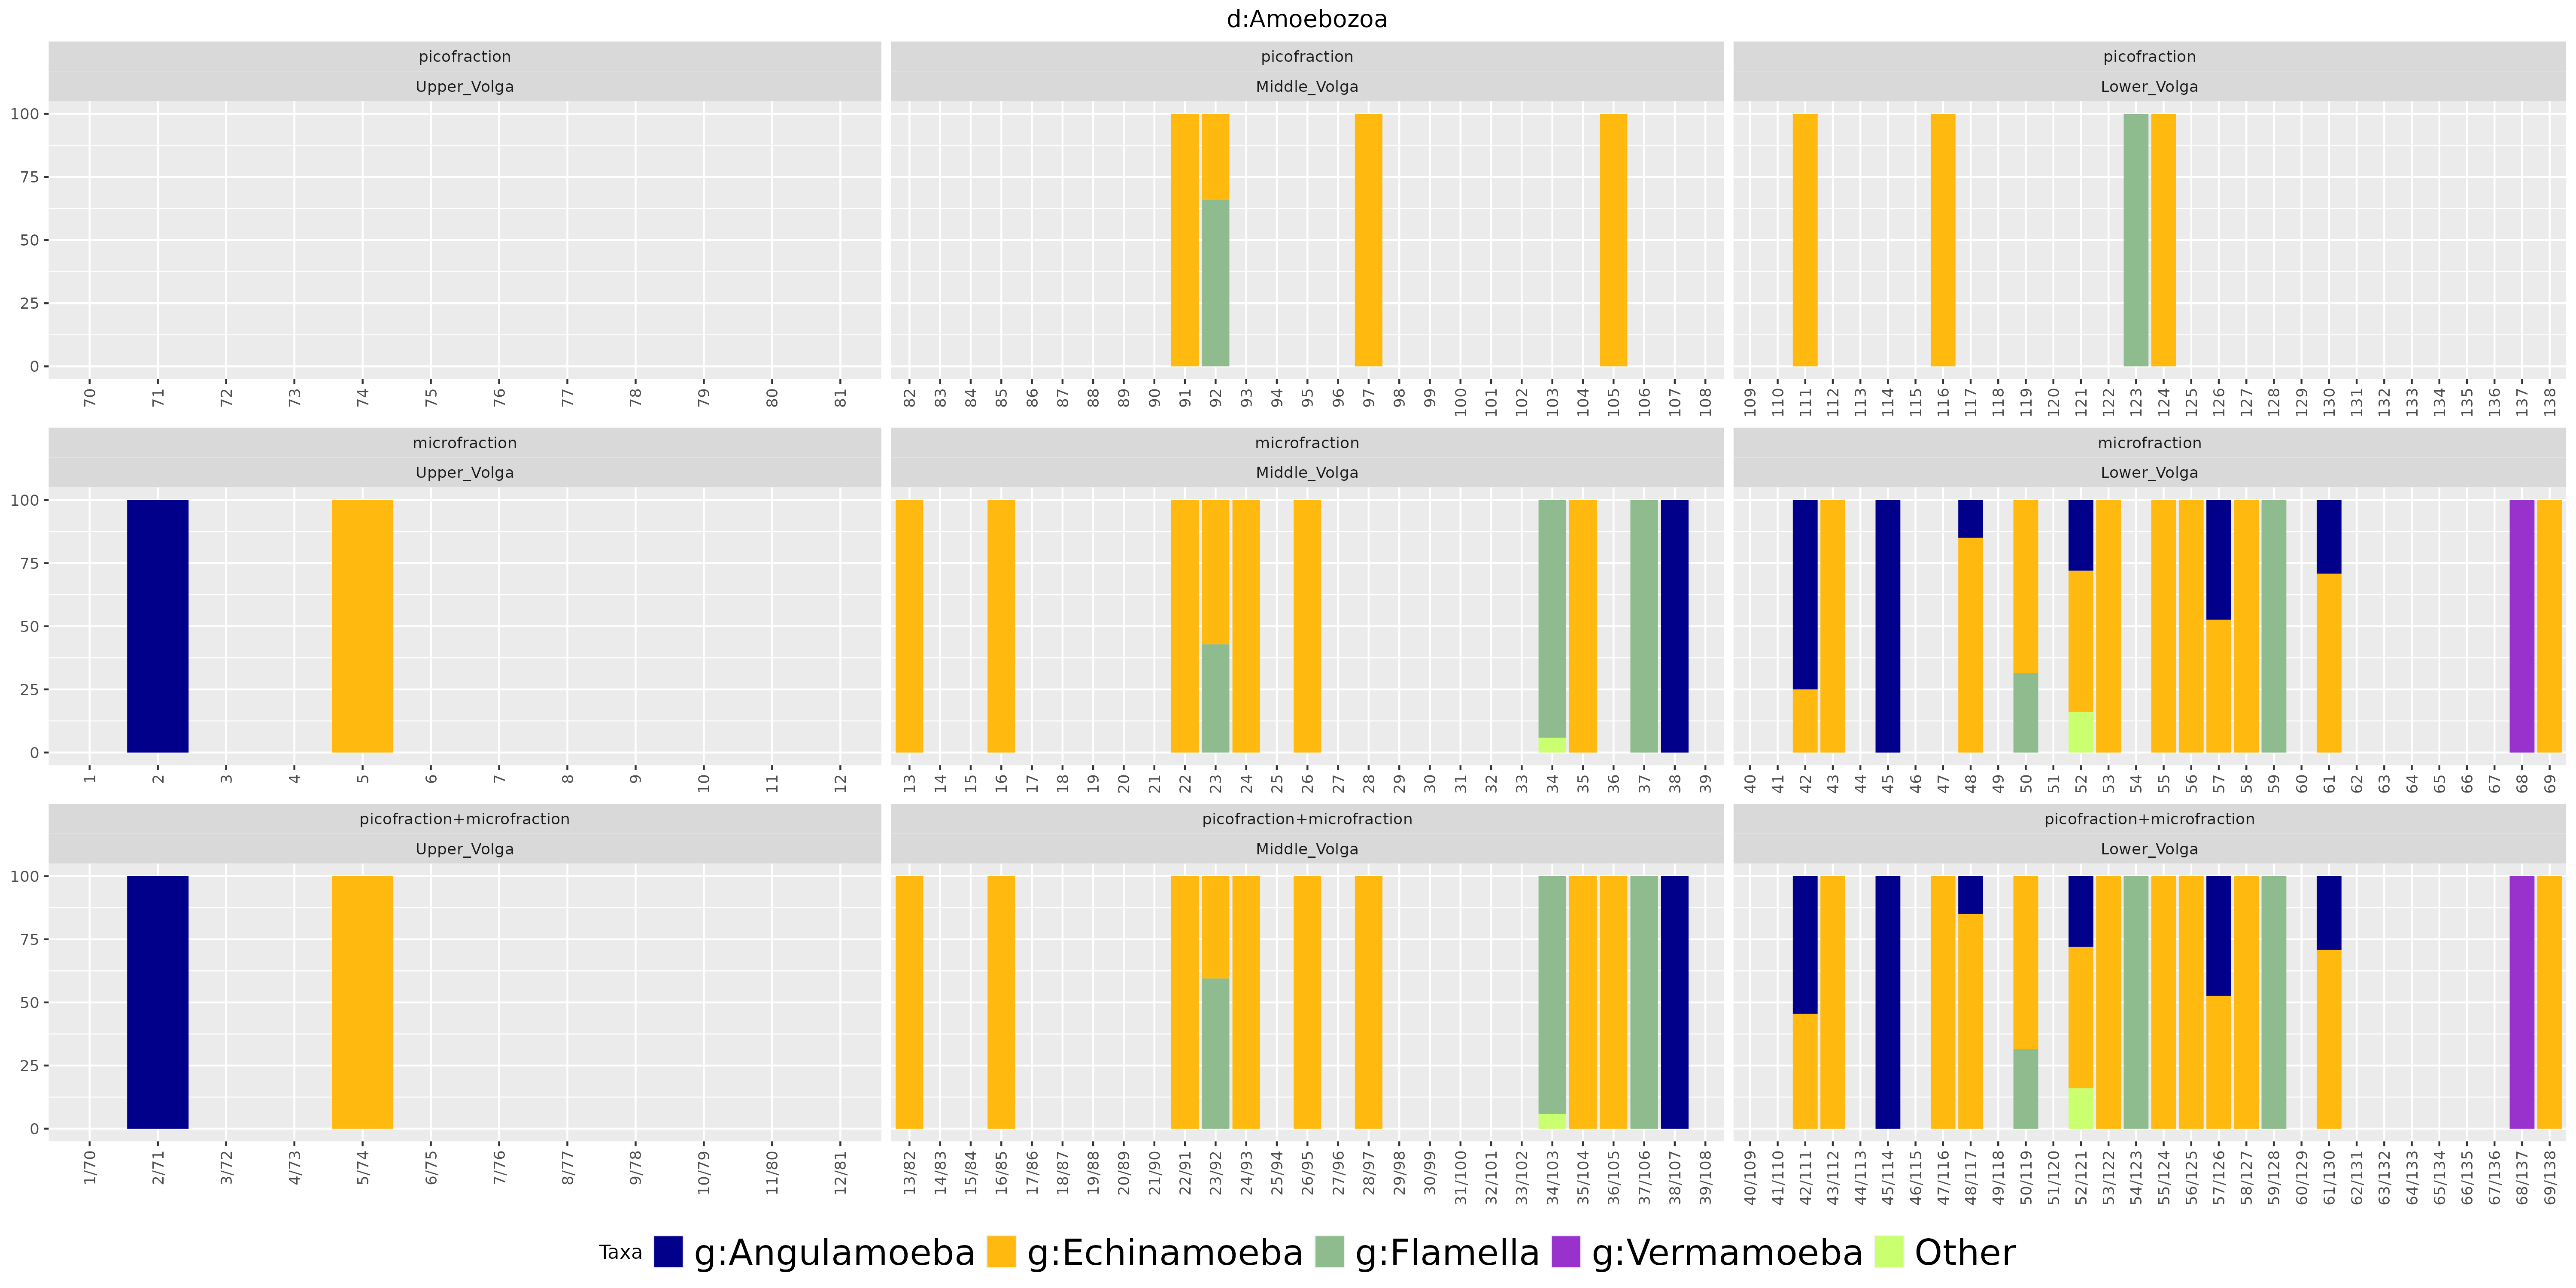 d:Amoebozoa
picofraction picofraction picofraction
Upper_Volga Middle_Volga Lower_Volga
100
75
50
25
0
70 71 72 73 74 75 76 77 78 79 80 81 82 83 84 85 86 87 88 89 90 91 92 93 94 95 96 97 98 99 100 101 102 103 104 105 106 107 108 109 110 111 112 113 114 115 116 117 118 119 120 121 122 123 124 125 126 127 128 129 130 131 132 133 134 135 136 137 138
microfraction microfraction microfraction
Upper_Volga Middle_Volga Lower_Volga
100
75
50
25
0
1 2 3 4 5 6 7 8 9 10 11 12 13 14 15 16 17 18 19 20 21 22 23 24 25 26 27 28 29 30 31 32 33 34 35 36 37 38 39 40 41 42 43 44 45 46 47 48 49 50 51 52 53 54 55 56 57 58 59 60 61 62 63 64 65 66 67 68 69
picofraction+microfraction picofraction+microfraction picofraction+microfraction
Upper_Volga Middle_Volga Lower_Volga
100
75
50
25
0
1/70 2/71 3/72 4/73 5/74 6/75 7/76 8/77 9/78 10/79 11/80 12/81 13/82 14/83 15/84 16/85 17/86 18/87 19/88 20/89 21/90 22/91 23/92 24/93 25/94 26/95 27/96 28/97 29/98 30/99 31/100 32/101 33/102 34/103 35/104 36/105 37/106 38/107 39/108 40/109 41/110 42/111 43/112 44/113 45/114 46/115 47/116 48/117 49/118 50/119 51/120 52/121 53/122 54/123 55/124 56/125 57/126 58/127 59/128 60/129 61/130 62/131 63/132 64/133 65/134 66/135 67/136 68/137 69/138
Taxa g:Angulamoeba g:Echinamoeba g:Flamella g:Vermamoeba Other